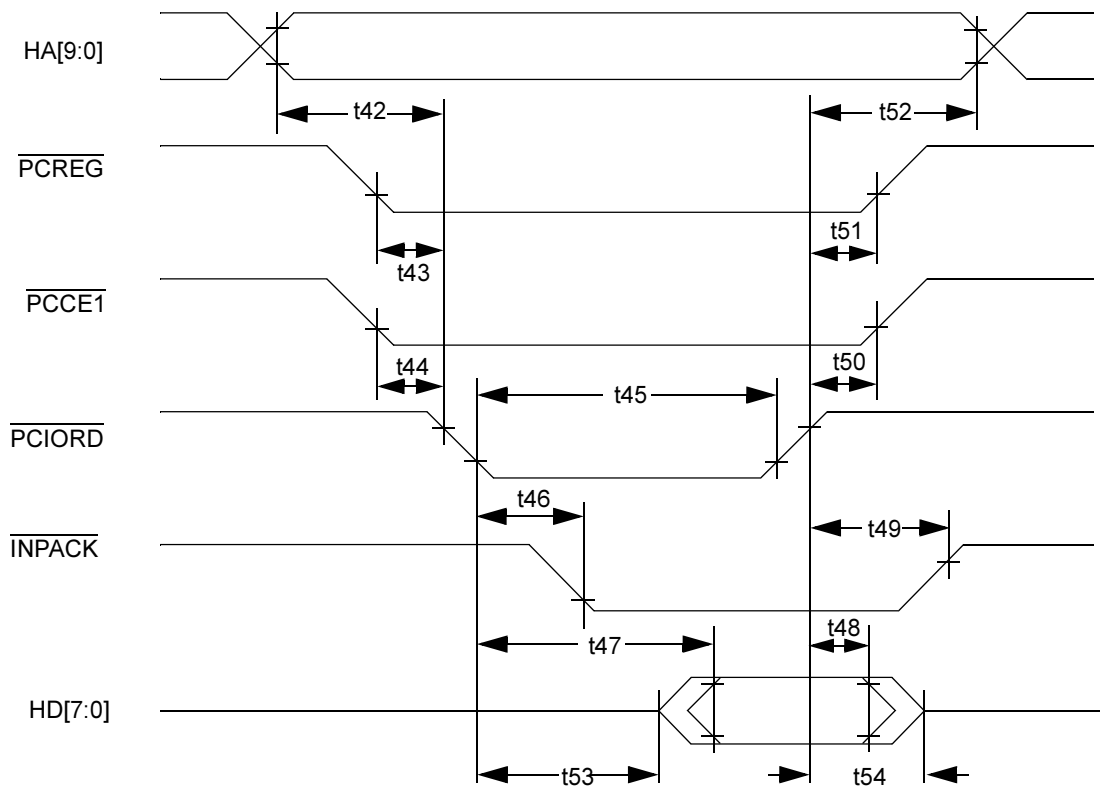 HA[9:0]
t42
t52
PCREG
t51
t43
PCCE1
t44
t50
t45
PCIORD
t46
t49
INPACK
t48
t47
HD[7:0]
t53
t54